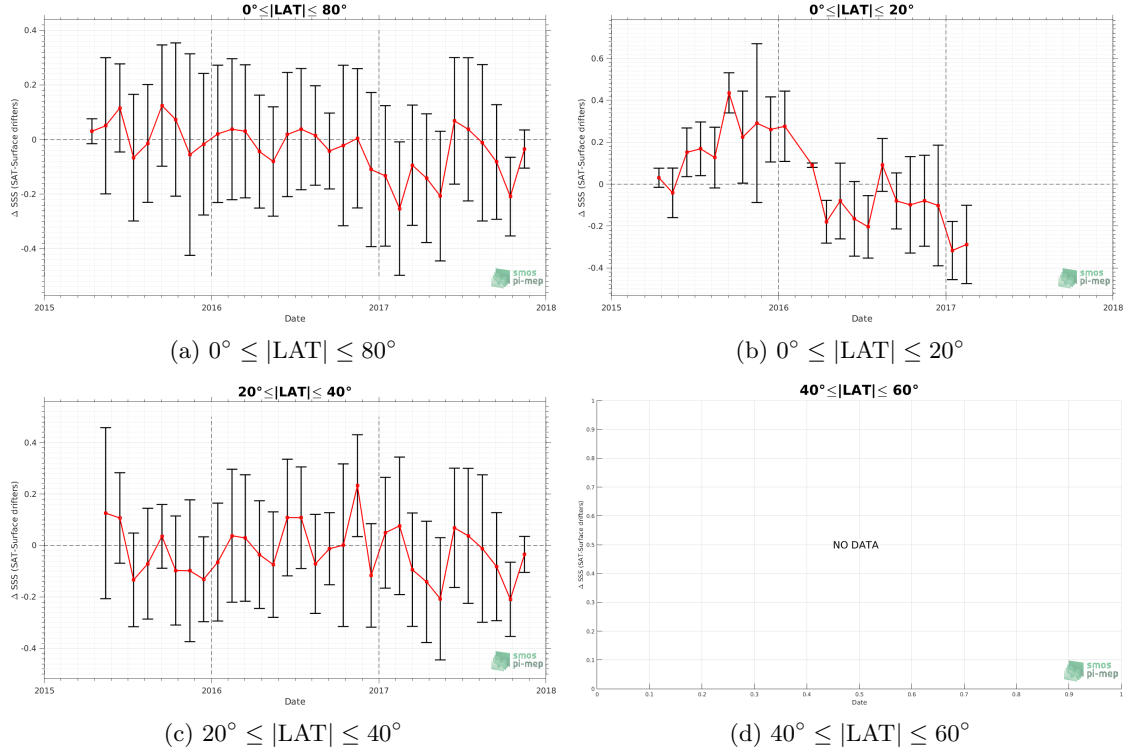 0°≤|LAT|≤ 80°
Δ SSS (SAT-Surface drifters)
0.4
0.2
0
-0.2
-0.4
2015
2016
2017
2018
Date
smos
pi-mep
(a) 0° ≤ |LAT| ≤ 80°
0°≤|LAT|≤ 20°
Δ SSS (SAT-Surface drifters)
0.6
0.4
0.2
0
-0.2
-0.4
2015
2016
2017
2018
Date
smos
pi-mep
(b) 0° ≤ |LAT| ≤ 20°
20°≤|LAT|≤ 40°
Δ SSS (SAT-Surface drifters)
0.4
0.2
0
-0.2
-0.4
2015
2016
2017
2018
Date
smos
pi-mep
(c) 20° ≤ |LAT| ≤ 40°
40°≤|LAT|≤ 60°
Δ SSS (SAT-Surface drifters)
1
0.9
0.8
0.7
0.6
0.5
0.4
0.3
0.2
0.1
0
NO DATA
0
0.1
0.2
0.3
0.4
0.5
0.6
0.7
0.8
0.9
1
Date
smos
pi-mep
(d) 40° ≤ |LAT| ≤ 60°